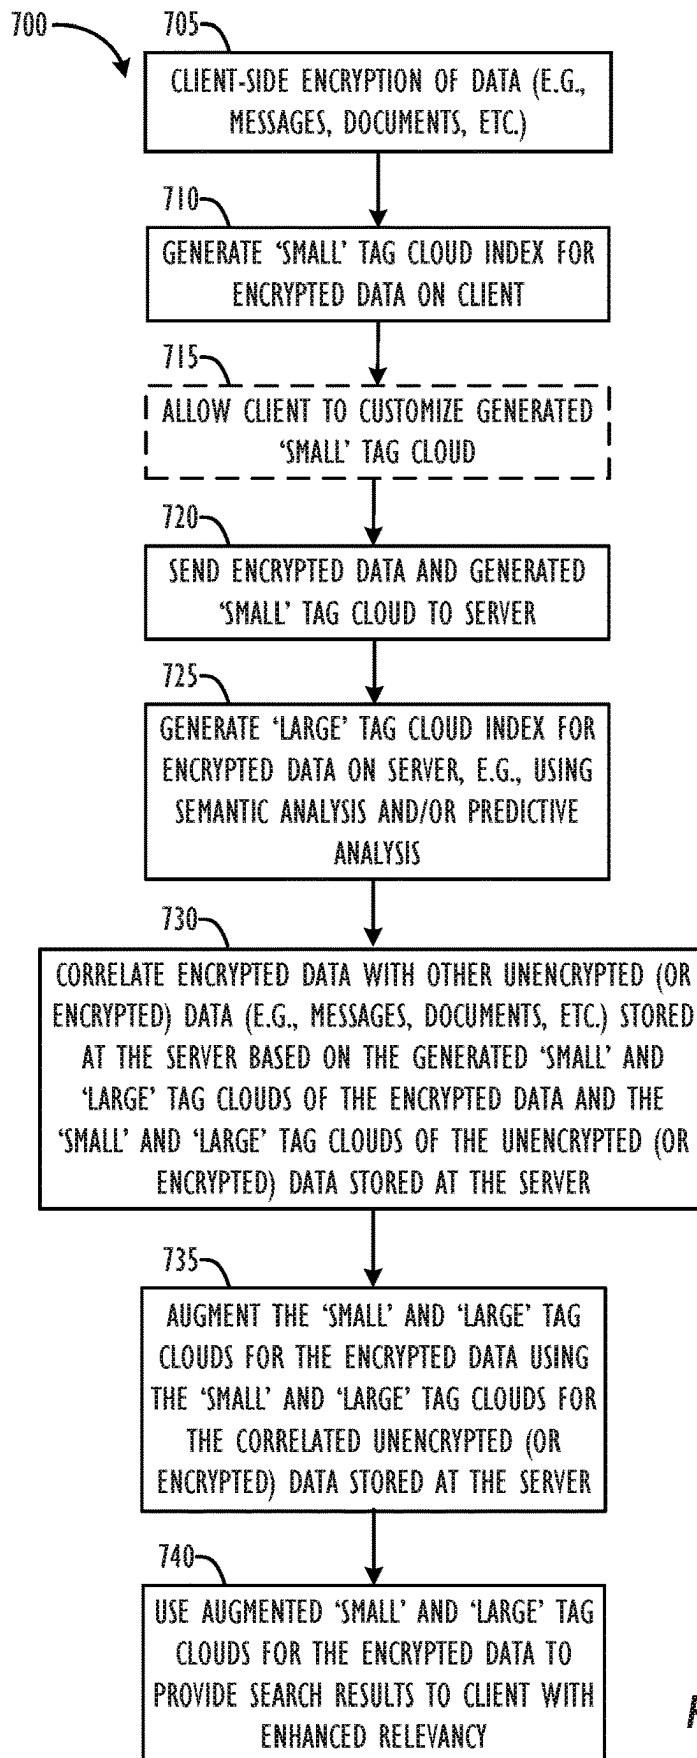 700
705
CLIENT-SIDE ENCRYPTION OF DATA (E.G.,
MESSAGES, DOCUMENTS, ETC.)
710
GENERATE ‘SMALL’ TAG CLOUD INDEX FOR
ENCRYPTED DATA ON CLIENT
715
ALLOW CLIENT TO CUSTOMIZE GENERATED
‘SMALL’ TAG CLOUD
720
SEND ENCRYPTED DATA AND GENERATED
‘SMALL’ TAG CLOUD TO SERVER
725
GENERATE ‘LARGE’ TAG CLOUD INDEX FOR
ENCRYPTED DATA ON SERVER, E.G., USING
SEMANTIC ANALYSIS AND/OR PREDICTIVE
ANALYSIS
730
CORRELATE ENCRYPTED DATA WITH OTHER UNENCRYPTED (OR
ENCRYPTED) DATA (E.G., MESSAGES, DOCUMENTS, ETC.) STORED
AT THE SERVER BASED ON THE GENERATED ‘SMALL’ AND
‘LARGE’ TAG CLOUDS OF THE ENCRYPTED DATA AND THE
‘SMALL’ AND ‘LARGE’ TAG CLOUDS OF THE UNENCRYPTED (OR
ENCRYPTED) DATA STORED AT THE SERVER
735
AUGMENT THE ‘SMALL’ AND ‘LARGE’ TAG
CLOUDS FOR THE ENCRYPTED DATA USING
THE ‘SMALL’ AND ‘LARGE’ TAG CLOUDS FOR
THE CORRELATED UNENCRYPTED (OR
ENCRYPTED) DATA STORED AT THE SERVER
740
USE AUGMENTED ‘SMALL’ AND ‘LARGE’ TAG
CLOUDS FOR THE ENCRYPTED DATA TO
PROVIDE SEARCH RESULTS TO CLIENT WITH
ENHANCED RELEVANCY